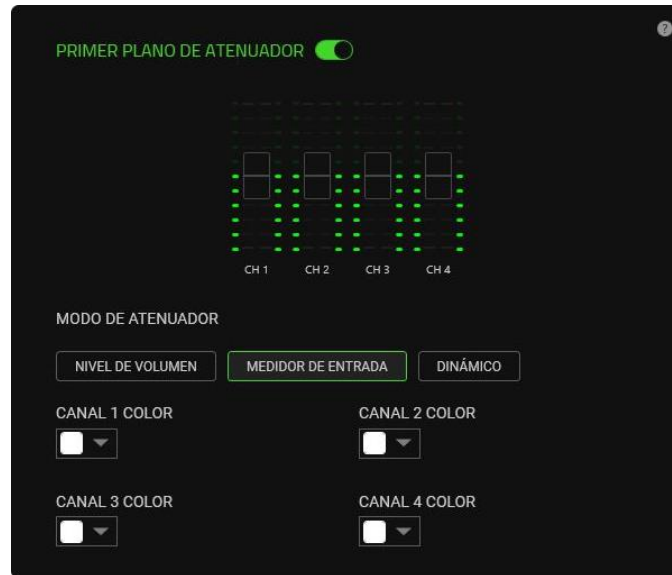 ?
PRIMER PLANO DE ATENUADOR
CH 1 CH 2 CH 3 CH 4
MODO DE ATENUADOR
NIVEL DE VOLUMEN MEDIDOR DE ENTRADA DINÁMICO
CANAL 1 COLOR CANAL 2 COLOR
CANAL 3 COLOR CANAL 4 COLOR